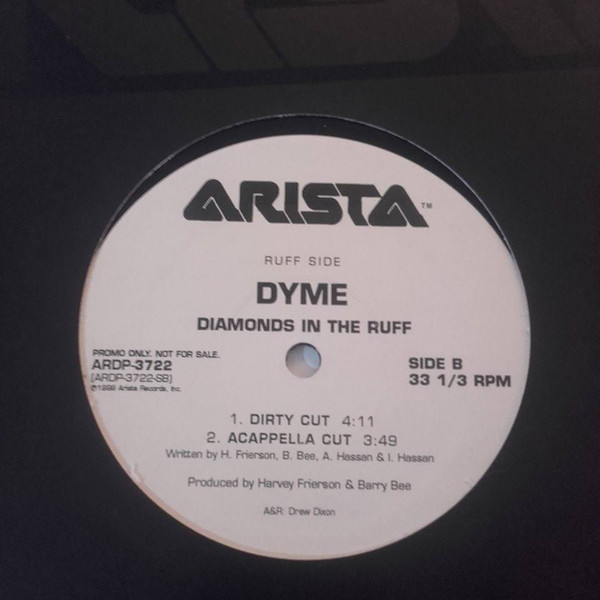 ARISTA™
RUFF SIDE
DYME
DIAMONDS IN THE RUFF
PROMO ONLY. NOT FOR SALE.
ARDP-3722
(ARDP-3722-SB)
℗1999 Arista Records, Inc.
SIDE B
33 1/3 RPM
1. DIRTY CUT 4:11
2. ACAPPELLA CUT 3:49
Written by H. Frierson, B. Bee, A. Hassan & I. Hassan
Produced by Harvey Frierson & Barry Bee
A&R: Drew Dixon